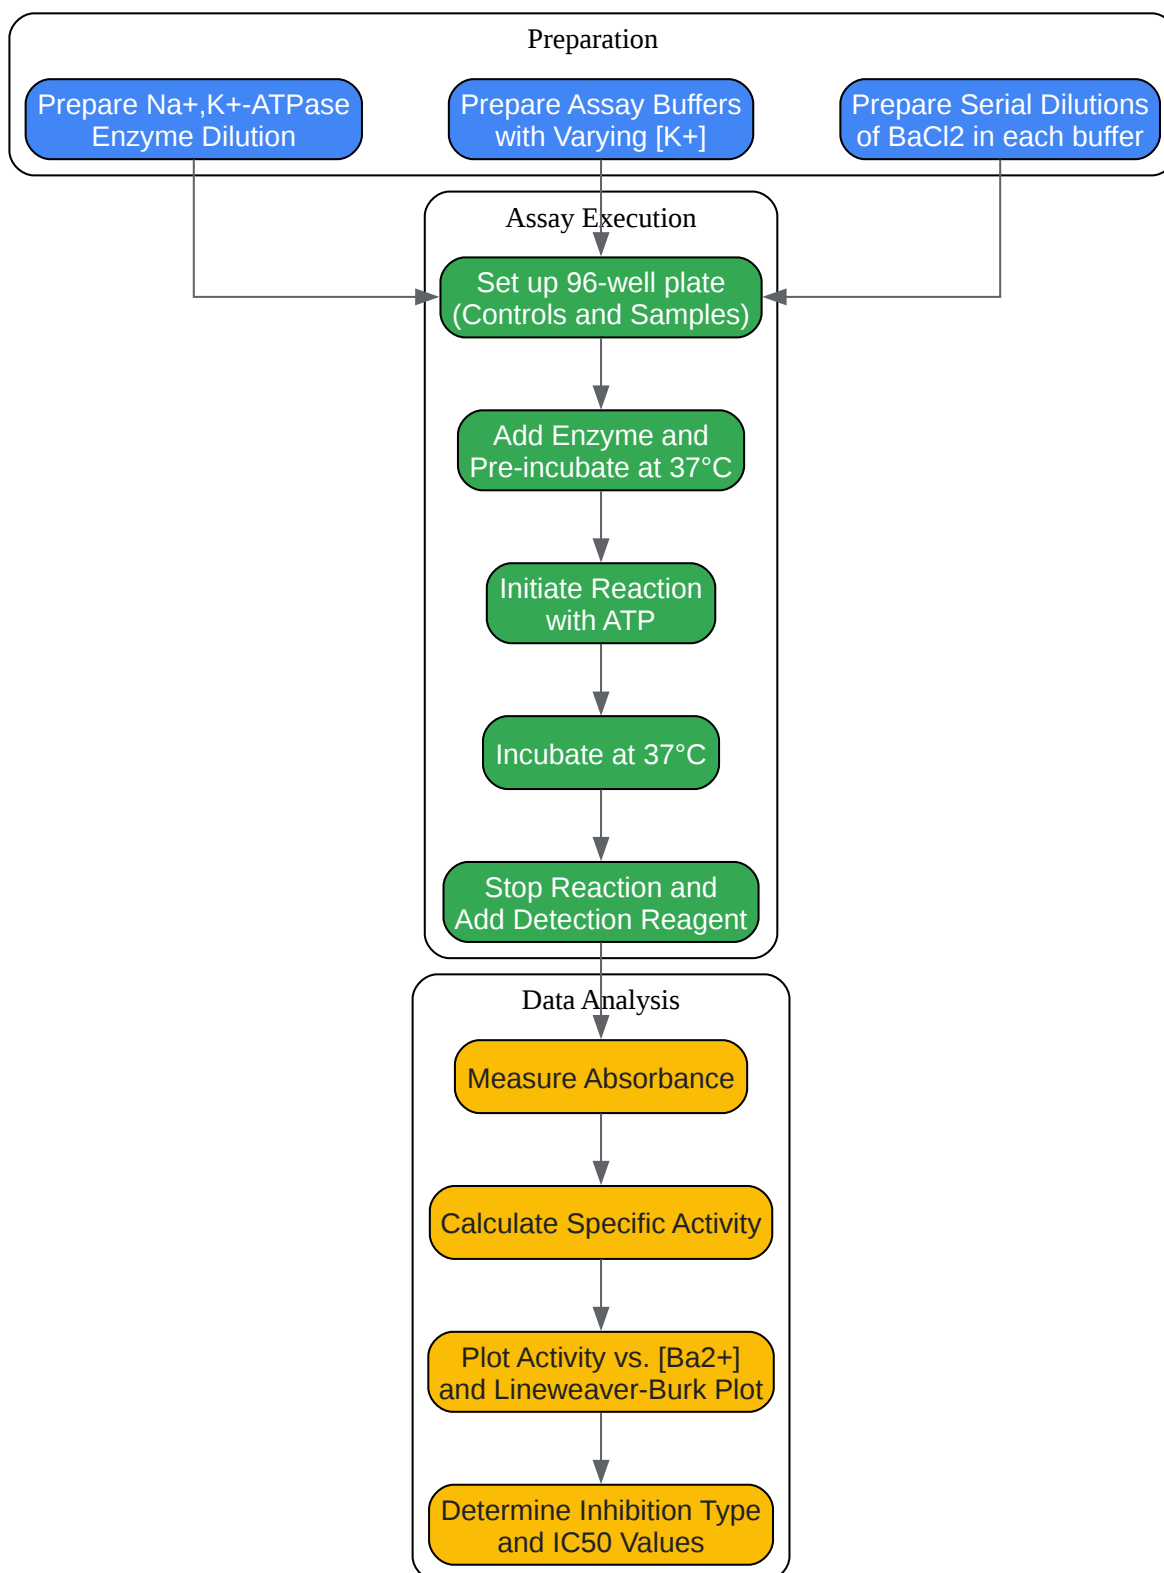 Preparation
Prepare Na+,K+-ATPase
Enzyme Dilution
Prepare Assay Buffers
with Varying [K+]
Prepare Serial Dilutions
of BaCl2 in each buffer
Assay Execution
Set up 96-well plate
(Controls and Samples)
Add Enzyme and
Pre-incubate at 37°C
Initiate Reaction
with ATP
Incubate at 37°C
Stop Reaction and
Add Detection Reagent
Data Analysis
Measure Absorbance
Calculate Specific Activity
Plot Activity vs. [Ba2+]
and Lineweaver-Burk Plot
Determine Inhibition Type
and IC50 Values